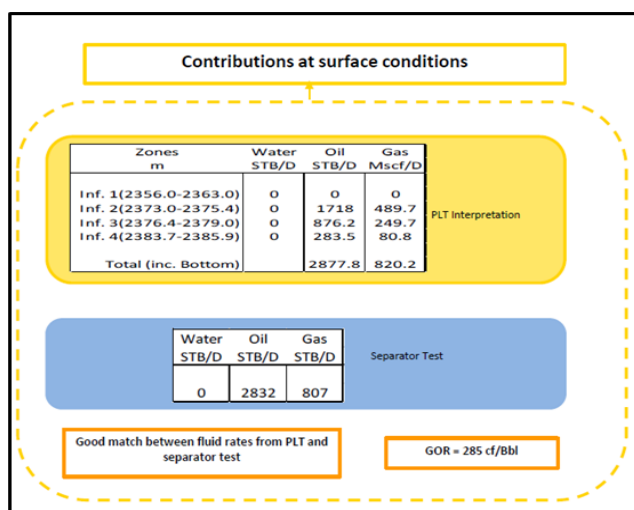 Contributions at surface conditions
Zones Water Oil Gas
m STB/D STB/D Mscf/D
Inf. 1(2356.0-2363.0) 0 0 0
Inf. 2(2373.0-2375.4) 0 1718 489.7
Inf. 3(2376.4-2379.0) 0 876.2 249.7
Inf. 4(2383.7-2385.9) 0 283.5 80.8
Total (inc. Bottom) 2877.8 820.2
PLT Interpretation
Water Oil Gas
STB/D STB/D STB/D
0 2832 807
Separator Test
Good match between fluid rates from PLT and
separator test
GOR = 285 cf/Bbl